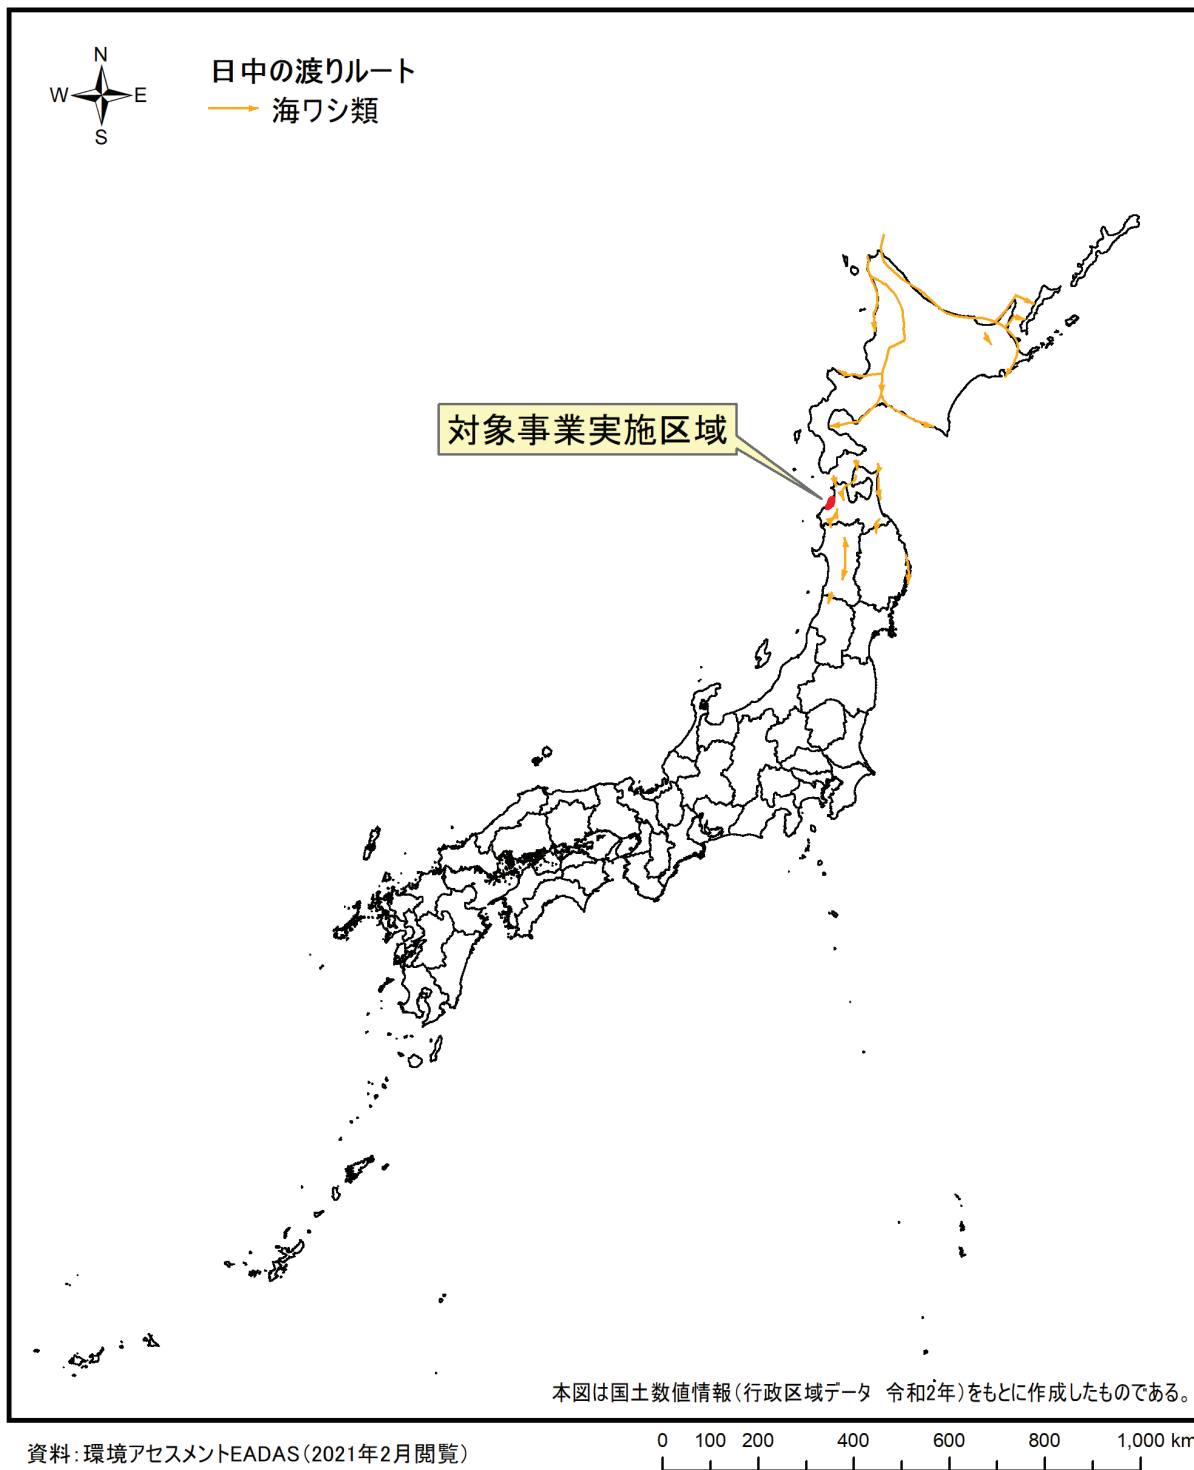 N
W E
S
日中の渡りルート
海ワシ類
対象事業実施区域
本図は国土数値情報（行政区域データ　令和2年）をもとに作成したものである。
資料：環境アセスメントEADAS（2021年2月閲覧）
0 100 200 400 600 800 1,000 km